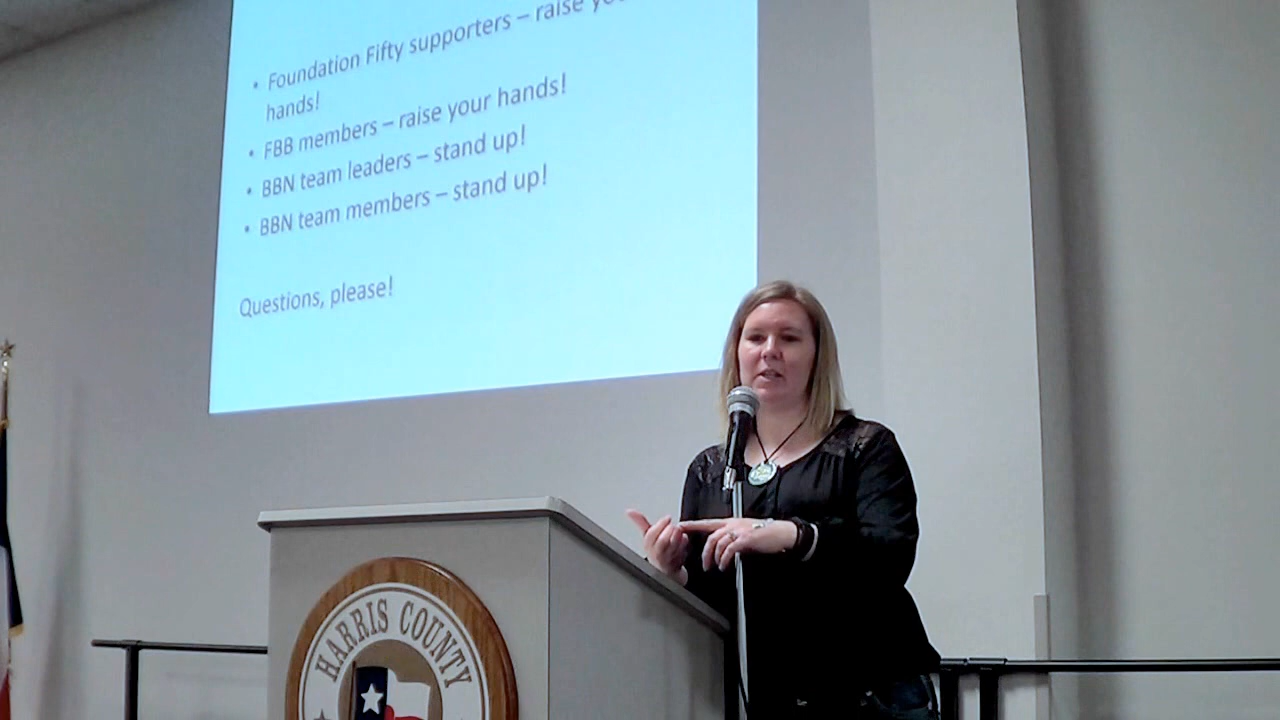 • Foundation Fifty supporters – raise
hands!
• FBB members – raise your hands!
• BBN team leaders – stand up!
• BBN team members – stand up!
Questions, please!
HARRIS COUNTY